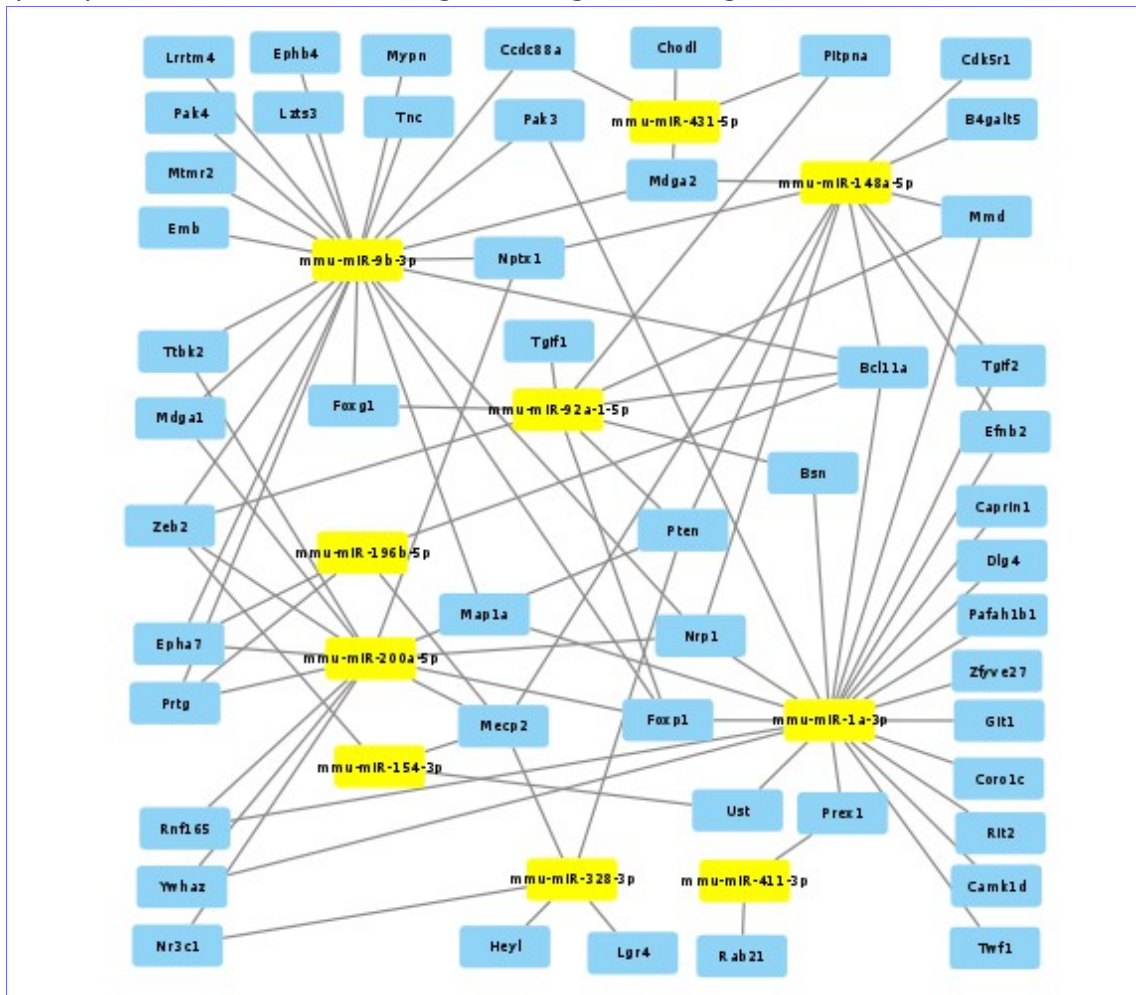 Lrrtm4
Ephb4
Mypn
Ccdc88a
Chodl
Pitpna
Cdk5r1
Pak4
Lzts3
Tnc
Pak3
mmu-miR-431-5p
B4galt5
Mtmr2
Mdga2
mmu-miR-148a-5p
Mmd
Emb
mmu-miR-9b-3p
Nptx1
Ttbk2
Tgif1
Bcl11a
Tgif2
Mdga1
Foxg1
mmu-miR-92a-1-5p
Efnb2
Bsn
Caprin1
Zeb2
mmu-miR-196b-5p
Pten
Dlg4
Map1a
Pafah1b1
Epha7
mmu-miR-200a-5p
Nrp1
Zfyve27
Prtg
Mecp2
Foxp1
mmu-miR-1a-3p
Git1
mmu-miR-154-3p
Coro1c
Rnf165
Ust
Prex1
Rit2
Ywhaz
mmu-miR-328-3p
mmu-miR-411-3p
Camk1d
Nr3c1
Heyl
Lgr4
Rab21
Twf1